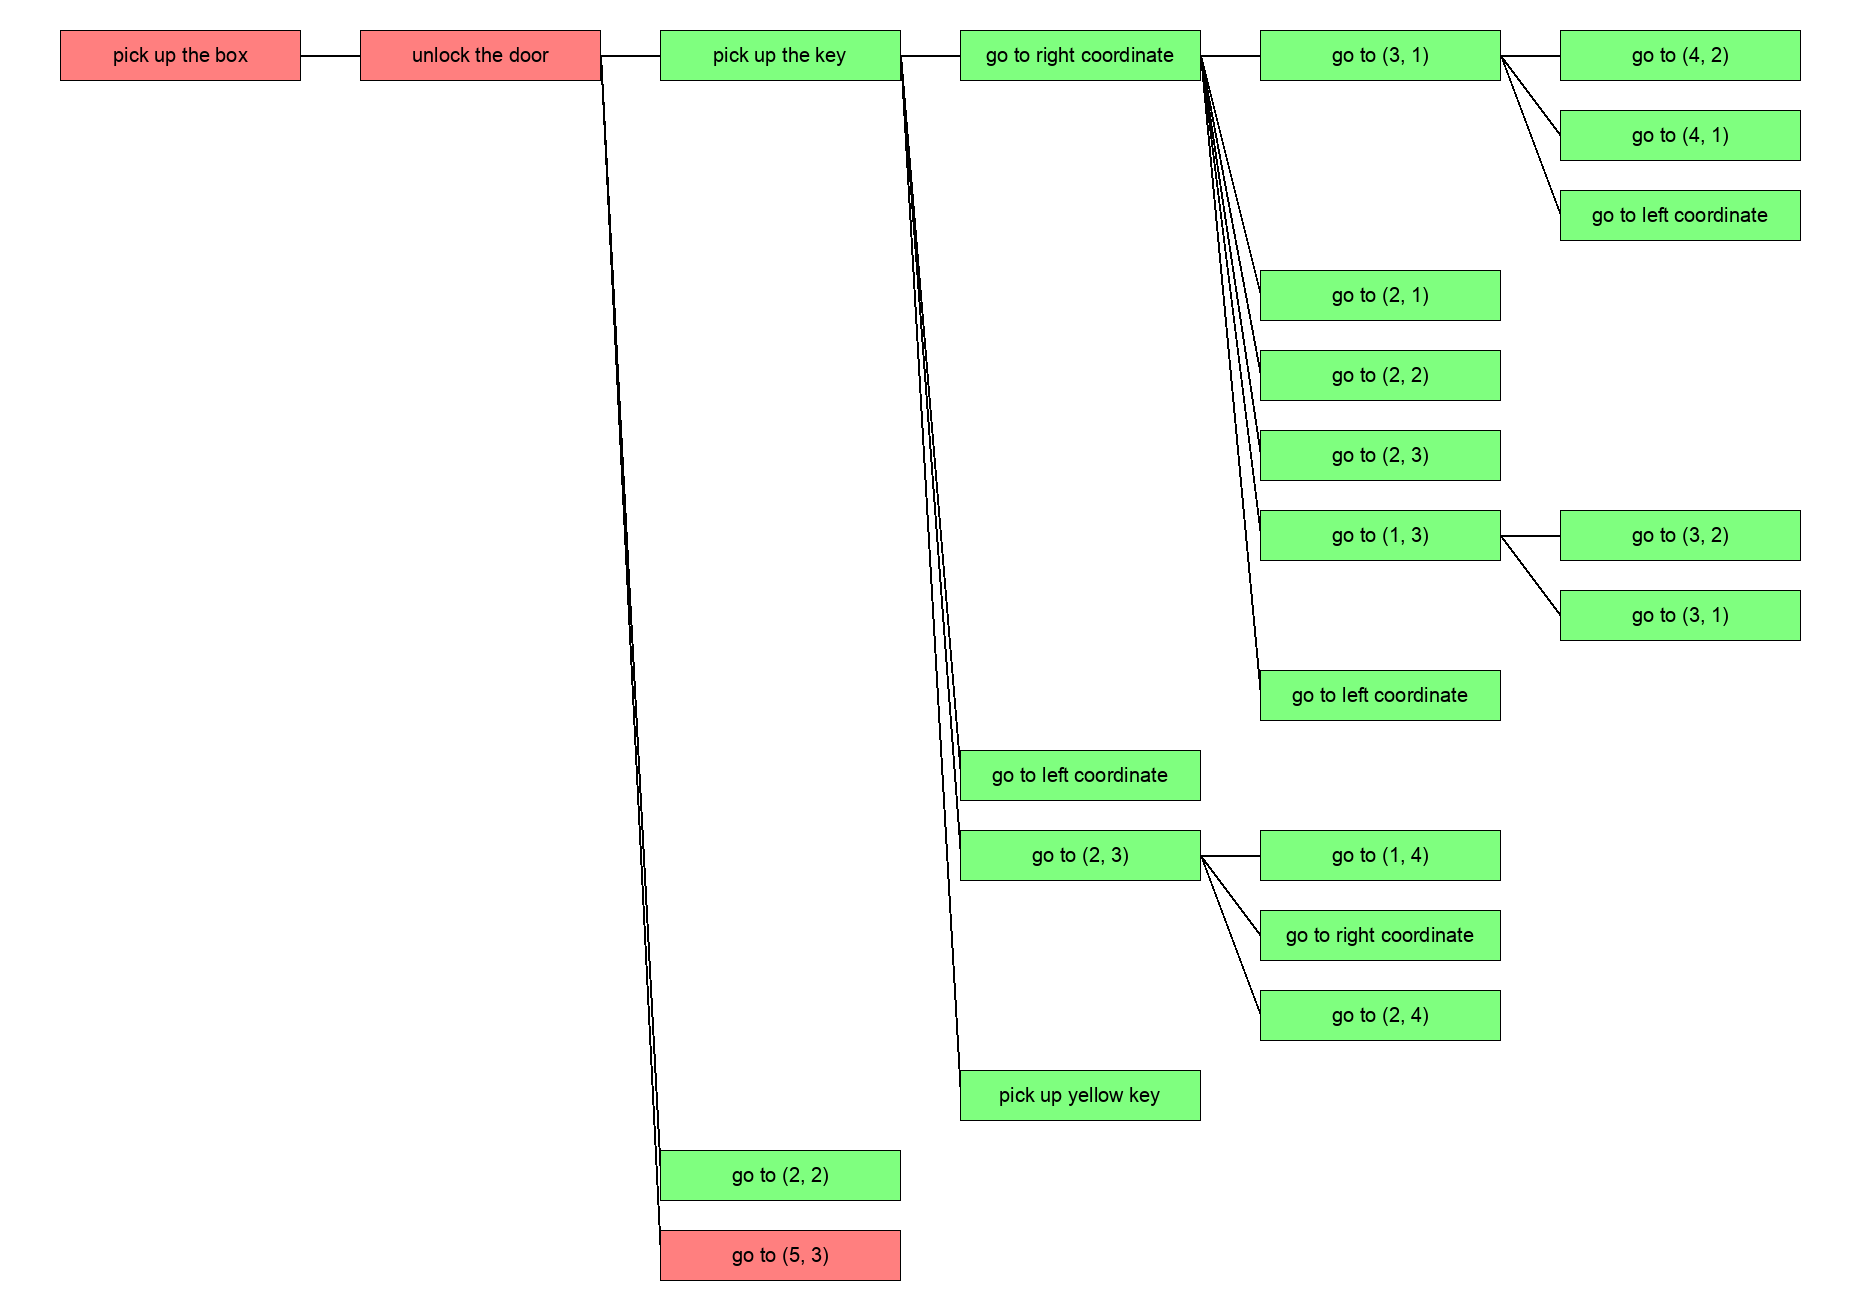 pick up the box
unlock the door
pick up the key
go to right coordinate
go to (3, 1)
go to (4, 2)
go to (4, 1)
go to left coordinate
go to (2, 1)
go to (2, 2)
go to (2, 3)
go to (1, 3)
go to (3, 2)
go to (3, 1)
go to left coordinate
go to left coordinate
go to (2, 3)
go to (1, 4)
go to right coordinate
go to (2, 4)
pick up yellow key
go to (2, 2)
go to (5, 3)